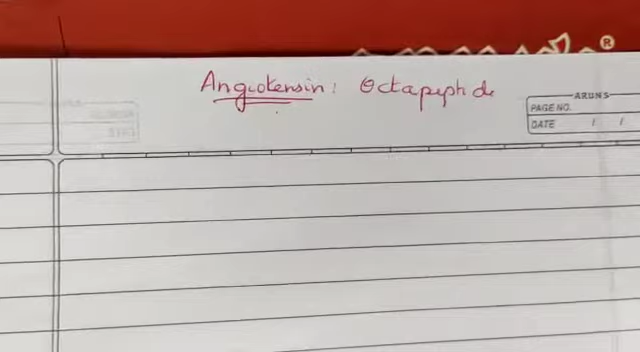 Angiotensin: Octapeptide
ARUNS
PAGE NO.
DATE / /
®